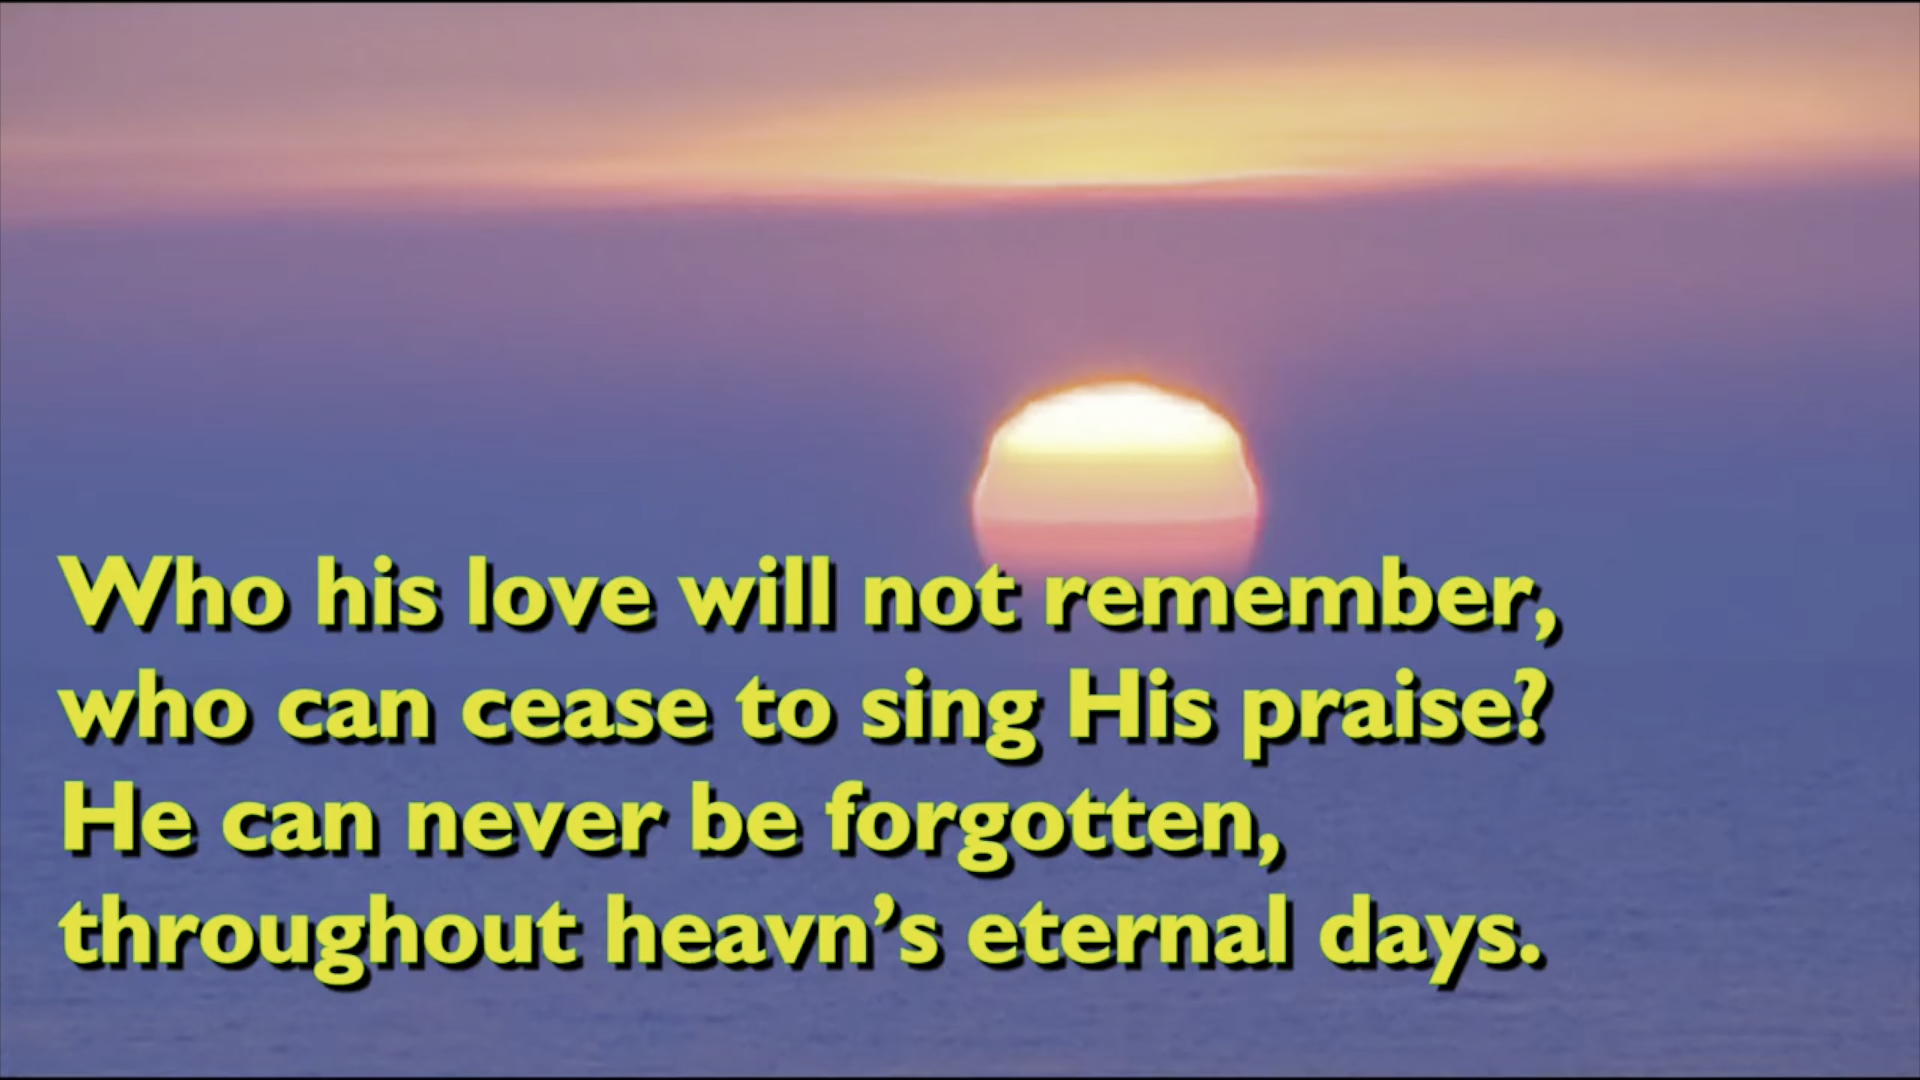 Who his love will not remember,
who can cease to sing His praise?
He can never be forgotten,
throughout heavn’s eternal days.